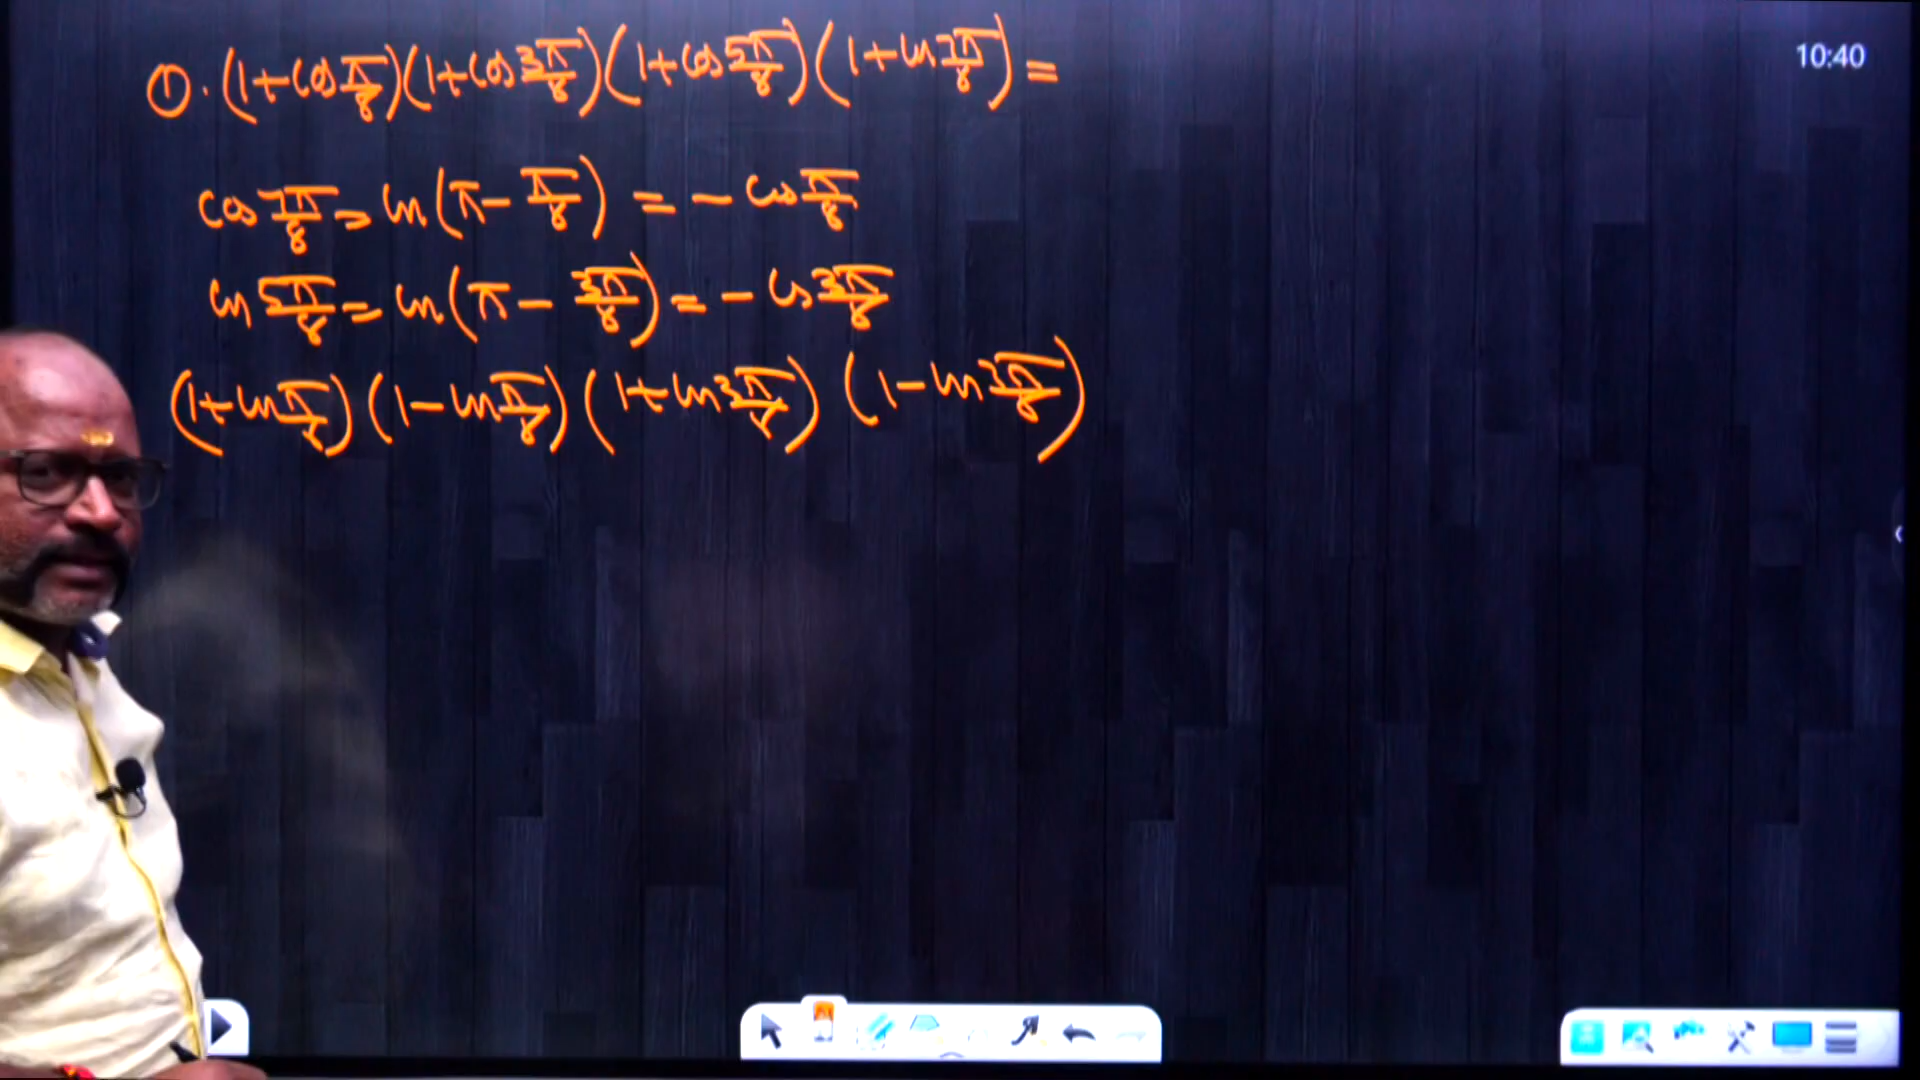 10:40
①. (1+cos π/8)(1+cos 3π/8)(1+cos 5π/8)(1+cos 7π/8) =
cos 7π/8 = cos(π - π/8) = - cos π/8
cos 5π/8 = cos(π - 3π/8) = - cos 3π/8
(1+cos π/8)(1-cos π/8)(1+cos 3π/8)(1-cos 3π/8)